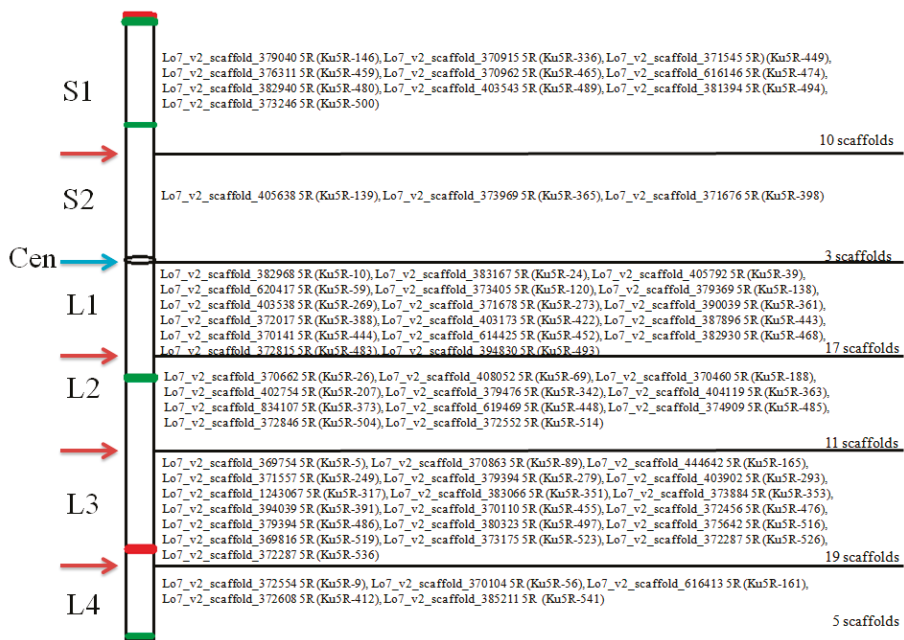 Lo7_v2_scaffold_379040 5R (Ku5R-146), Lo7_v2_scaffold_370915 5R (Ku5R-336), Lo7_v2_scaffold_371545 5R)(Ku5R-449),
Lo7_v2_scaffold_376311 5R (Ku5R-459), Lo7_v2_scaffold_370962 5R (Ku5R-465), Lo7_v2_scaffold_616146 5R (Ku5R-474),
S1
Lo7_v2_scaffold_382940 5R (Ku5R-480), Lo7_v2_scaffold_403543 5R (Ku5R-489), Lo7_v2_scaffold_381394 5R (Ku5R-494),
Lo7_v2_scaffold_373246 5R (Ku5R-500)
10 scaffolds
S2
Lo7_v2_scaffold_405638 5R (Ku5R-139), Lo7_v2_scaffold_373969 5R (Ku5R-365), Lo7_v2_scaffold_371676 5R (Ku5R-398)
Cen
3 scaffolds
Lo7_v2_scaffold_382968 5R (Ku5R-10), Lo7_v2_scaffold_383167 5R (Ku5R-24), Lo7_v2_scaffold_405792 5R (Ku5R-39),
Lo7_v2_scaffold_620417 5R (Ku5R-59), Lo7_v2_scaffold_373405 5R (Ku5R-120), Lo7_v2_scaffold_379369 5R (Ku5R-138),
L1
Lo7_v2_scaffold_403538 5R (Ku5R-269), Lo7_v2_scaffold_371678 5R (Ku5R-273), Lo7_v2_scaffold_390039 5R (Ku5R-361),
Lo7_v2_scaffold_372017 5R (Ku5R-388), Lo7_v2_scaffold_403173 5R (Ku5R-422), Lo7_v2_scaffold_387896 5R (Ku5R-443),
Lo7_v2_scaffold_370141 5R (Ku5R-444), Lo7_v2_scaffold_614425 5R (Ku5R-452), Lo7_v2_scaffold_382930 5R (Ku5R-468),
Lo7_v2_scaffold_372815 5R (Ku5R-483), Lo7_v2_scaffold_394830 5R (Ku5R-493)
17 scaffolds
L2
Lo7_v2_scaffold_370662 5R (Ku5R-26), Lo7_v2_scaffold_408052 5R (Ku5R-69), Lo7_v2_scaffold_370460 5R (Ku5R-188),
Lo7_v2_scaffold_402754 5R (Ku5R-207), Lo7_v2_scaffold_379476 5R (Ku5R-342), Lo7_v2_scaffold_404119 5R (Ku5R-363),
Lo7_v2_scaffold_834107 5R (Ku5R-373), Lo7_v2_scaffold_619469 5R (Ku5R-448), Lo7_v2_scaffold_374909 5R (Ku5R-485),
Lo7_v2_scaffold_372846 5R (Ku5R-504), Lo7_v2_scaffold_372552 5R (Ku5R-514)
11 scaffolds
Lo7_v2_scaffold_369754 5R (Ku5R-5), Lo7_v2_scaffold_370863 5R (Ku5R-89), Lo7_v2_scaffold_444642 5R (Ku5R-165),
Lo7_v2_scaffold_371557 5R (Ku5R-249), Lo7_v2_scaffold_379394 5R (Ku5R-279), Lo7_v2_scaffold_403902 5R (Ku5R-293),
L3
Lo7_v2_scaffold_1243067 5R (Ku5R-317), Lo7_v2_scaffold_383066 5R (Ku5R-351), Lo7_v2_scaffold_373884 5R (Ku5R-353),
Lo7_v2_scaffold_394039 5R (Ku5R-391), Lo7_v2_scaffold_370110 5R (Ku5R-455), Lo7_v2_scaffold_372456 5R (Ku5R-476),
Lo7_v2_scaffold_379394 5R (Ku5R-486), Lo7_v2_scaffold_380323 5R (Ku5R-497), Lo7_v2_scaffold_375642 5R (Ku5R-516),
Lo7_v2_scaffold_369816 5R (Ku5R-519), Lo7_v2_scaffold_373175 5R (Ku5R-523), Lo7_v2_scaffold_372287 5R (Ku5R-526),
Lo7_v2_scaffold_372287 5R (Ku5R-536)
19 scaffolds
Lo7_v2_scaffold_372554 5R (Ku5R-9), Lo7_v2_scaffold_370104 5R (Ku5R-56), Lo7_v2_scaffold_616413 5R (Ku5R-161),
L4
Lo7_v2_scaffold_372608 5R (Ku5R-412), Lo7_v2_scaffold_385211 5R (Ku5R-541)
5 scaffolds